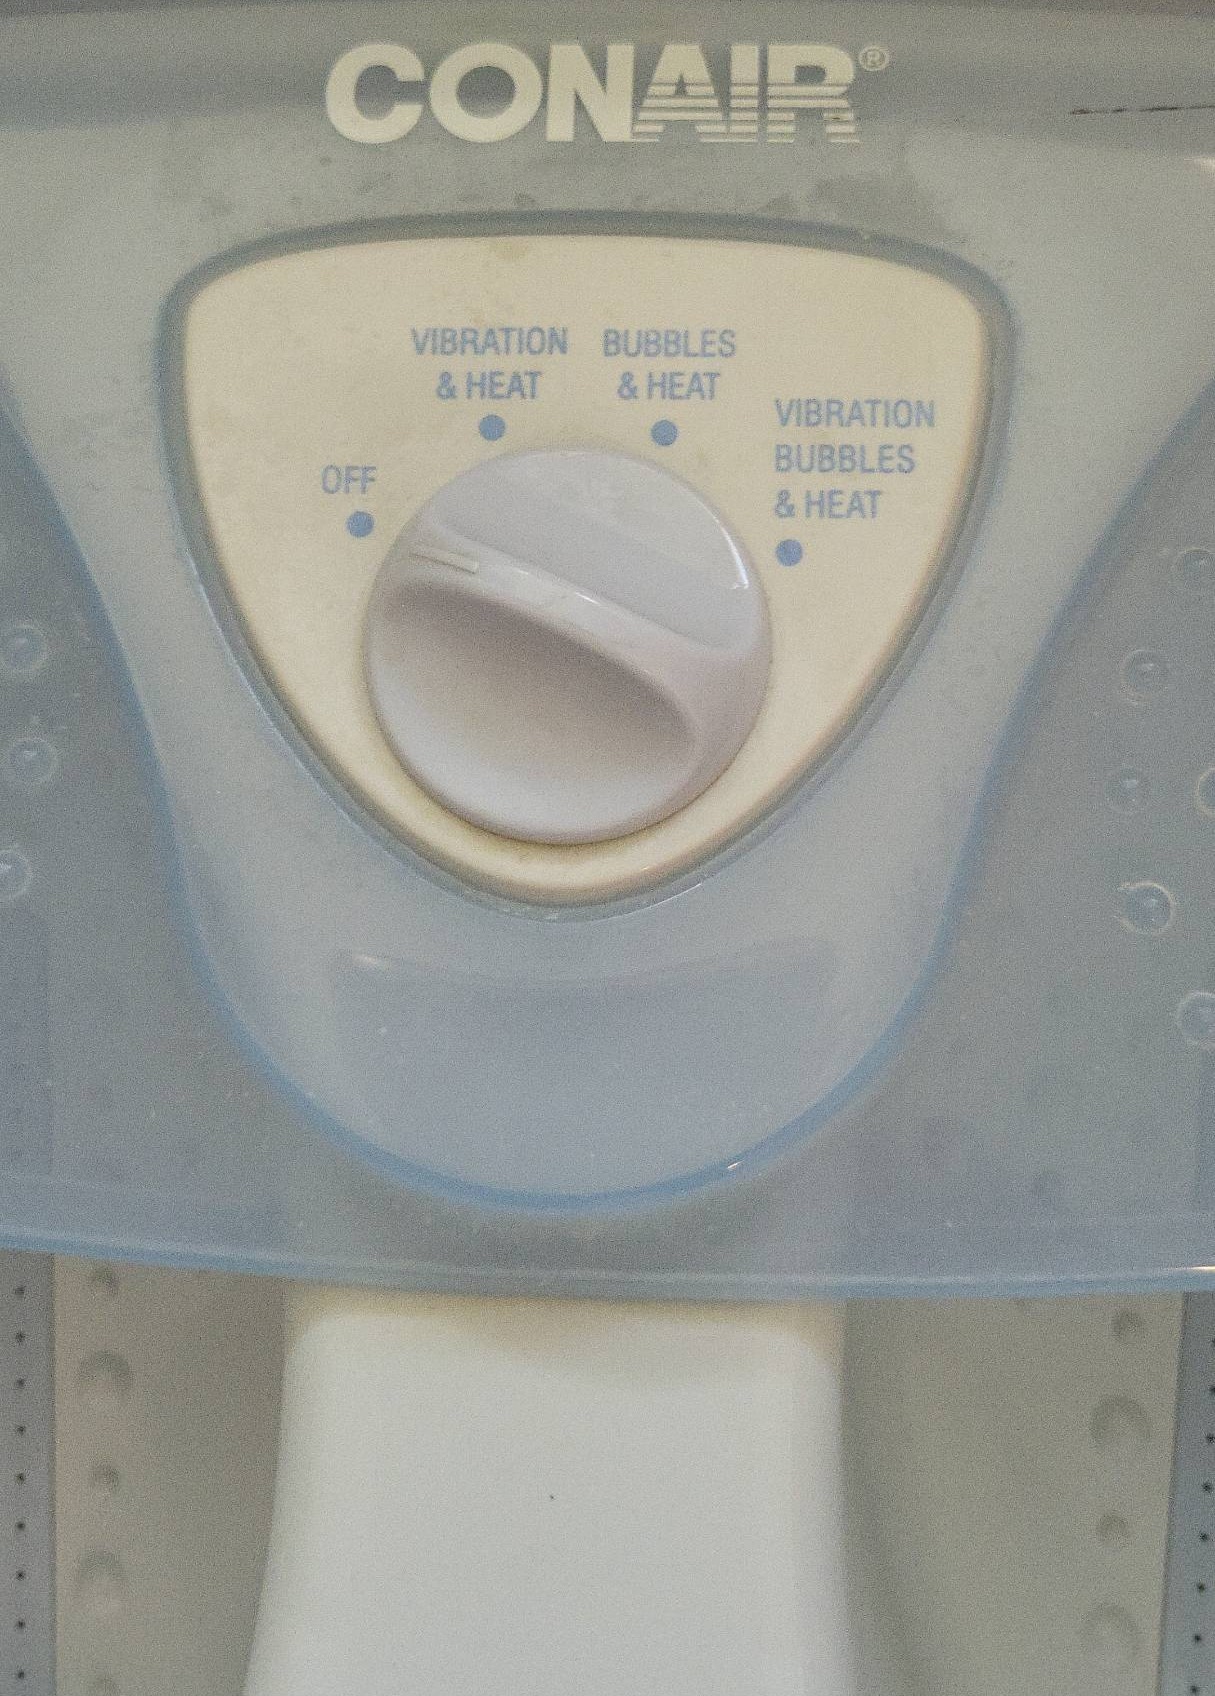 CONAIR®
VIBRATION
& HEAT
BUBBLES
& HEAT
VIBRATION
BUBBLES
& HEAT
OFF